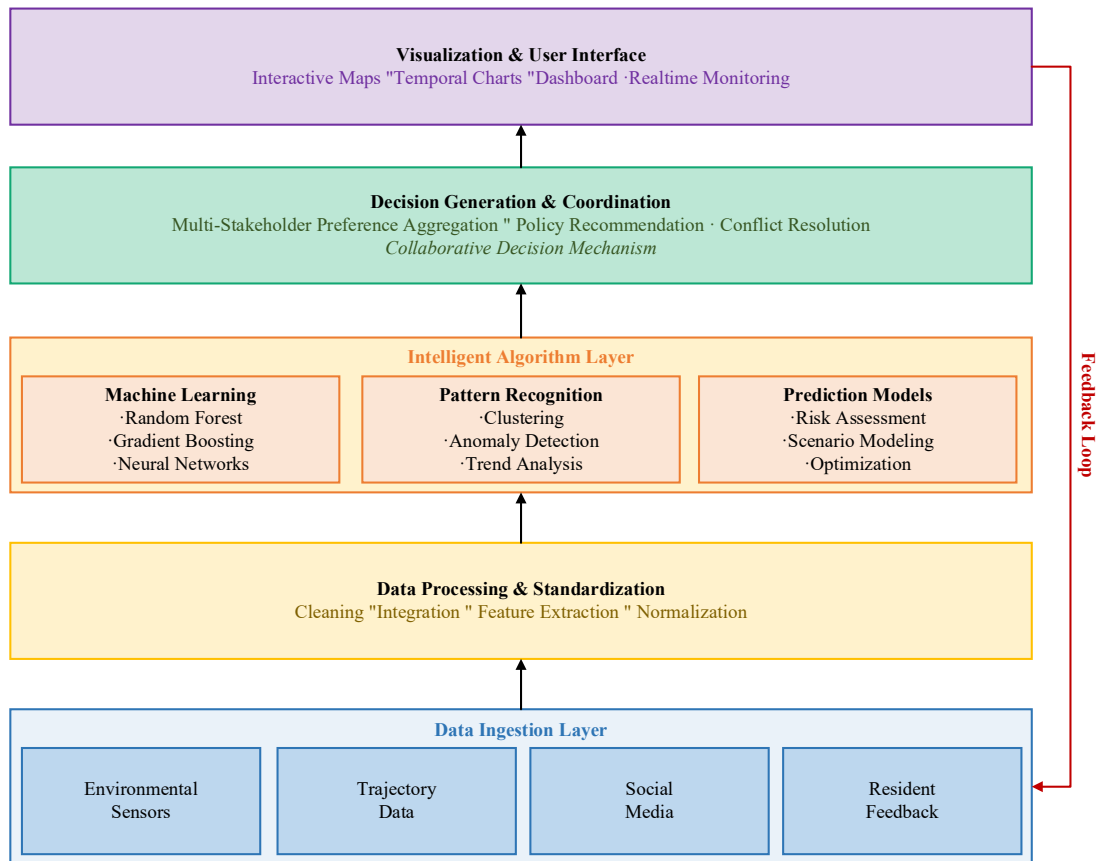 Visualization & User Interface
Interactive Maps "Temporal Charts "Dashboard ·Realtime Monitoring
Decision Generation & Coordination
Multi-Stakeholder Preference Aggregation " Policy Recommendation · Conflict Resolution
Collaborative Decision Mechanism
Intelligent Algorithm Layer
Machine Learning
·Random Forest
·Gradient Boosting
·Neural Networks
Pattern Recognition
·Clustering
·Anomaly Detection
·Trend Analysis
Prediction Models
·Risk Assessment
·Scenario Modeling
·Optimization
Feedback Loop
Data Processing & Standardization
Cleaning "Integration " Feature Extraction " Normalization
Data Ingestion Layer
Environmental
Sensors
Trajectory
Data
Social
Media
Resident
Feedback